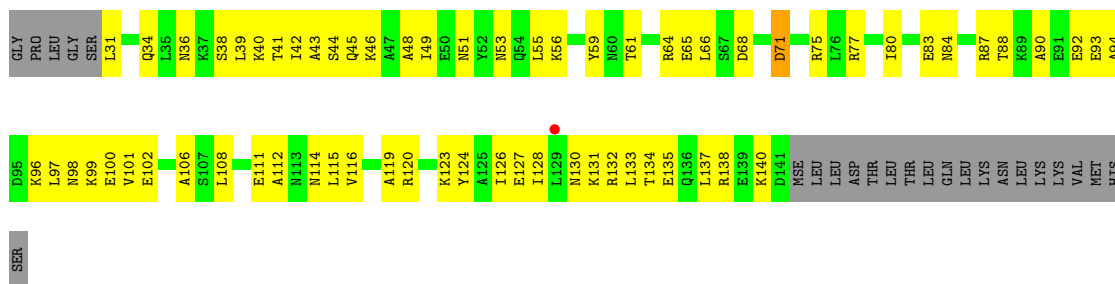 GLY PRO LEU GLY SER L31 Q34 L35 N36 K37 S38 L39 K40 T41 I42 A43 S44 Q45 K46 A47 A48 I49 E50 N51 Y52 N53 Q54 L55 K56 Y59 N60 T61 R64 E65 L66 S67 D68 D71 R75 L76 R77 I80 E83 N84 R87 T88 K89 A90 E91 E92 E93 A94
D95 K96 L97 N98 K99 E100 V101 E102 A106 S107 L108 E111 A112 N113 N114 L115 V116 A119 R120 K123 Y124 A125 I126 E127 I128 L129 N130 K131 R132 L133 T134 E135 Q136 L137 R138 E139 K140 D141 MSE LEU LEU ASP THR LEU THR LEU GLN LEU LYS ASN LEU LYS LYS VAL MET HIS
SER